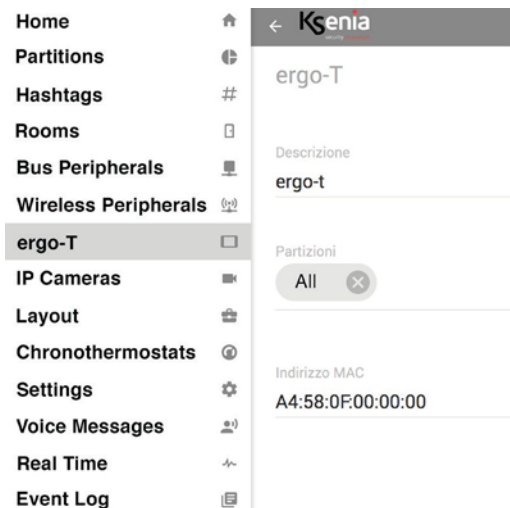 Home
Partitions
Hashtags
Rooms
Bus Peripherals
Wireless Peripherals
ergo-T
IP Cameras
Layout
Chronothermostats
Settings
Voice Messages
Real Time
Event Log
Ksenia
ergo-T
Descrizione
ergo-t
Partizioni
All
Indirizzo MAC
A4:58:0F:00:00:00